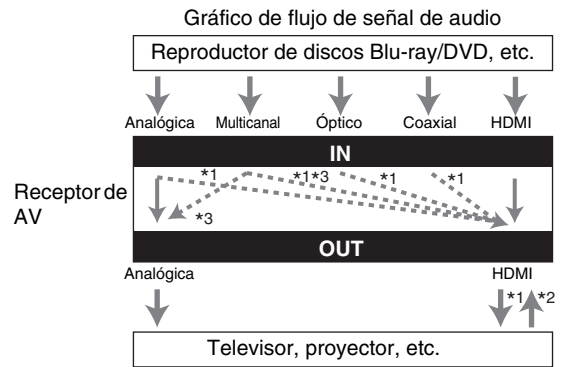 Gráfico de flujo de señal de audio
Reproductor de discos Blu-ray/DVD, etc.
Analógica Multicanal Óptico Coaxial HDMI
IN
*1 *1*3 *1 *1
Receptor de
AV
*3
OUT
Analógica HDMI
*1 *2
Televisor, proyector, etc.